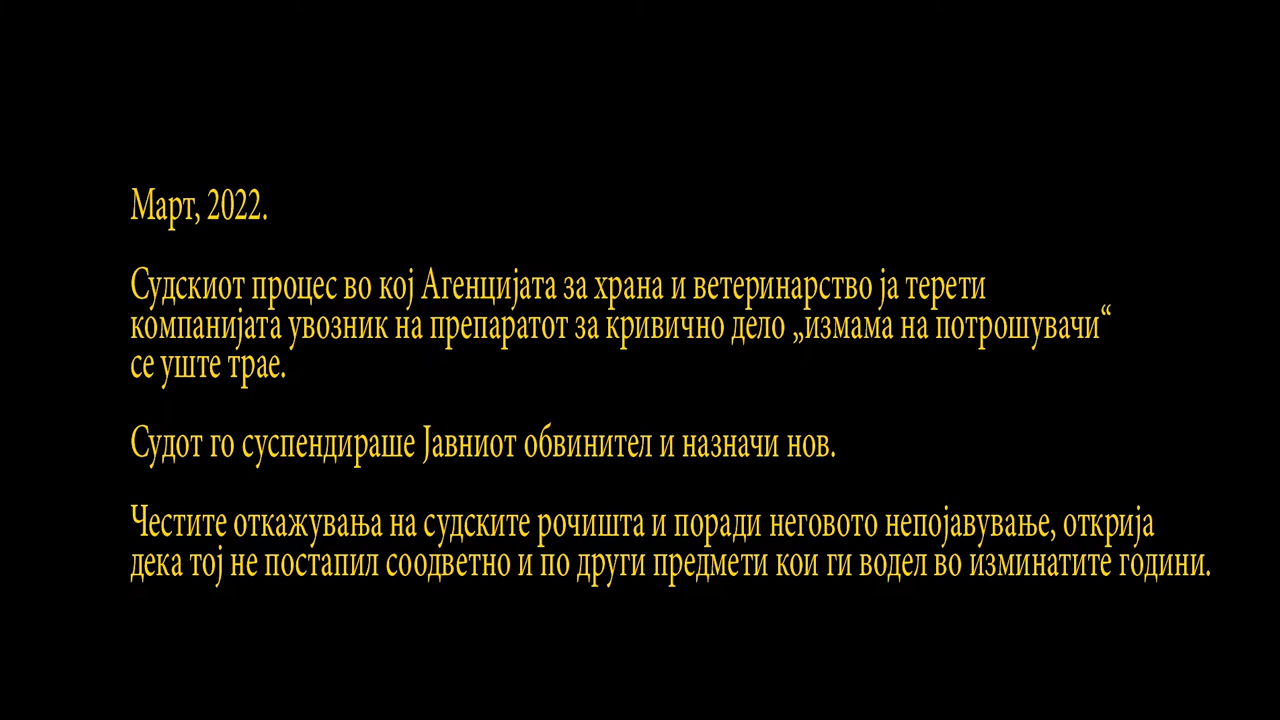 Март, 2022.
Судскиот процес во кој Агенцијата за храна и ветеринарство ја терети
компанијата увозник на препаратот за кривично дело „измама на потрошувачи“
се уште трае.
Судот го суспендираше Јавниот обвинител и назначи нов.
Честите откажувања на судските рочишта и поради неговото непојавување, открија
дека тој не постапил соодветно и по други предмети кои ги водел во изминатите години.